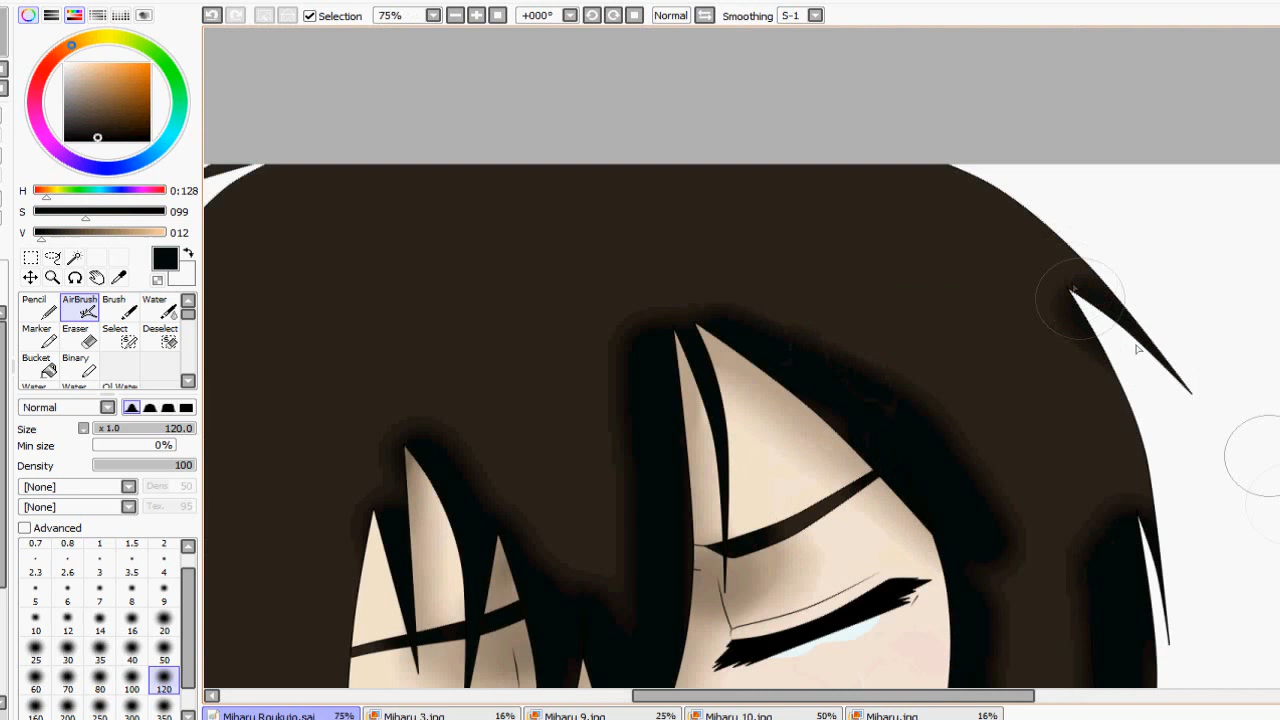 Selection 75% +000° Normal Smoothing S-1
H 0:128
S 099
V 012
Pencil AirBrush Brush Water
Marker Eraser Select Deselect
Bucket Binary
Normal
Size x 1.0 120.0
Min size 0%
Density 100
[None] Dens 50
[None] Tex. 95
Advanced
0.7 0.8 1 1.5 2
2.3 2.6 3 3.5 4
5 6 7 8 9
10 12 14 16 20
25 30 35 40 50
60 70 80 100 120
160 200 250 300 350
Miharu Roukujo.sai 75% Miharu 3.jpg 16% Miharu 9.jpg 25% Miharu 10.jpg 50% Miharu.jpg 16%